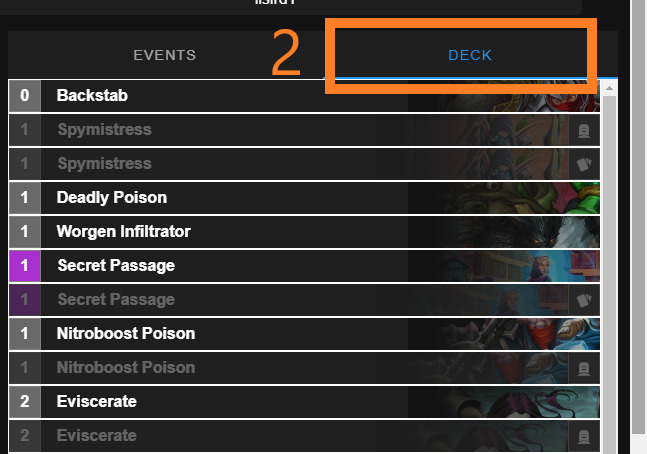 EVENTS
2
DECK
0 Backstab
1 Spymistress
1 Spymistress
1 Deadly Poison
1 Worgen Infiltrator
1 Secret Passage
1 Secret Passage
1 Nitroboost Poison
1 Nitroboost Poison
2 Eviscerate
2 Eviscerate